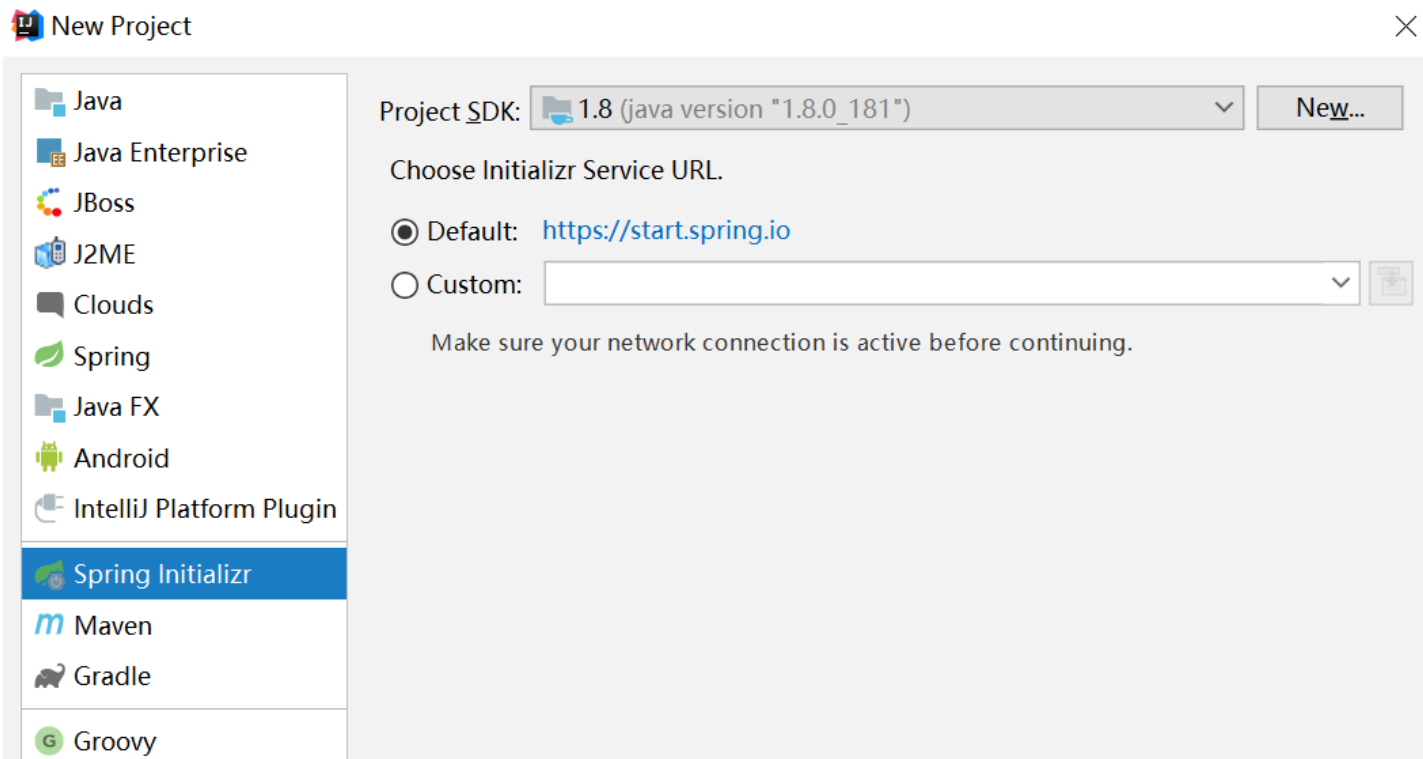 New Project
Java
Java Enterprise
JBoss
J2ME
Clouds
Spring
Java FX
Android
IntelliJ Platform Plugin
Spring Initializr
Maven
Gradle
Groovy
Project SDK: 1.8 (java version "1.8.0_181") New...
Choose Initializr Service URL.
Default: https://start.spring.io
Custom:
Make sure your network connection is active before continuing.